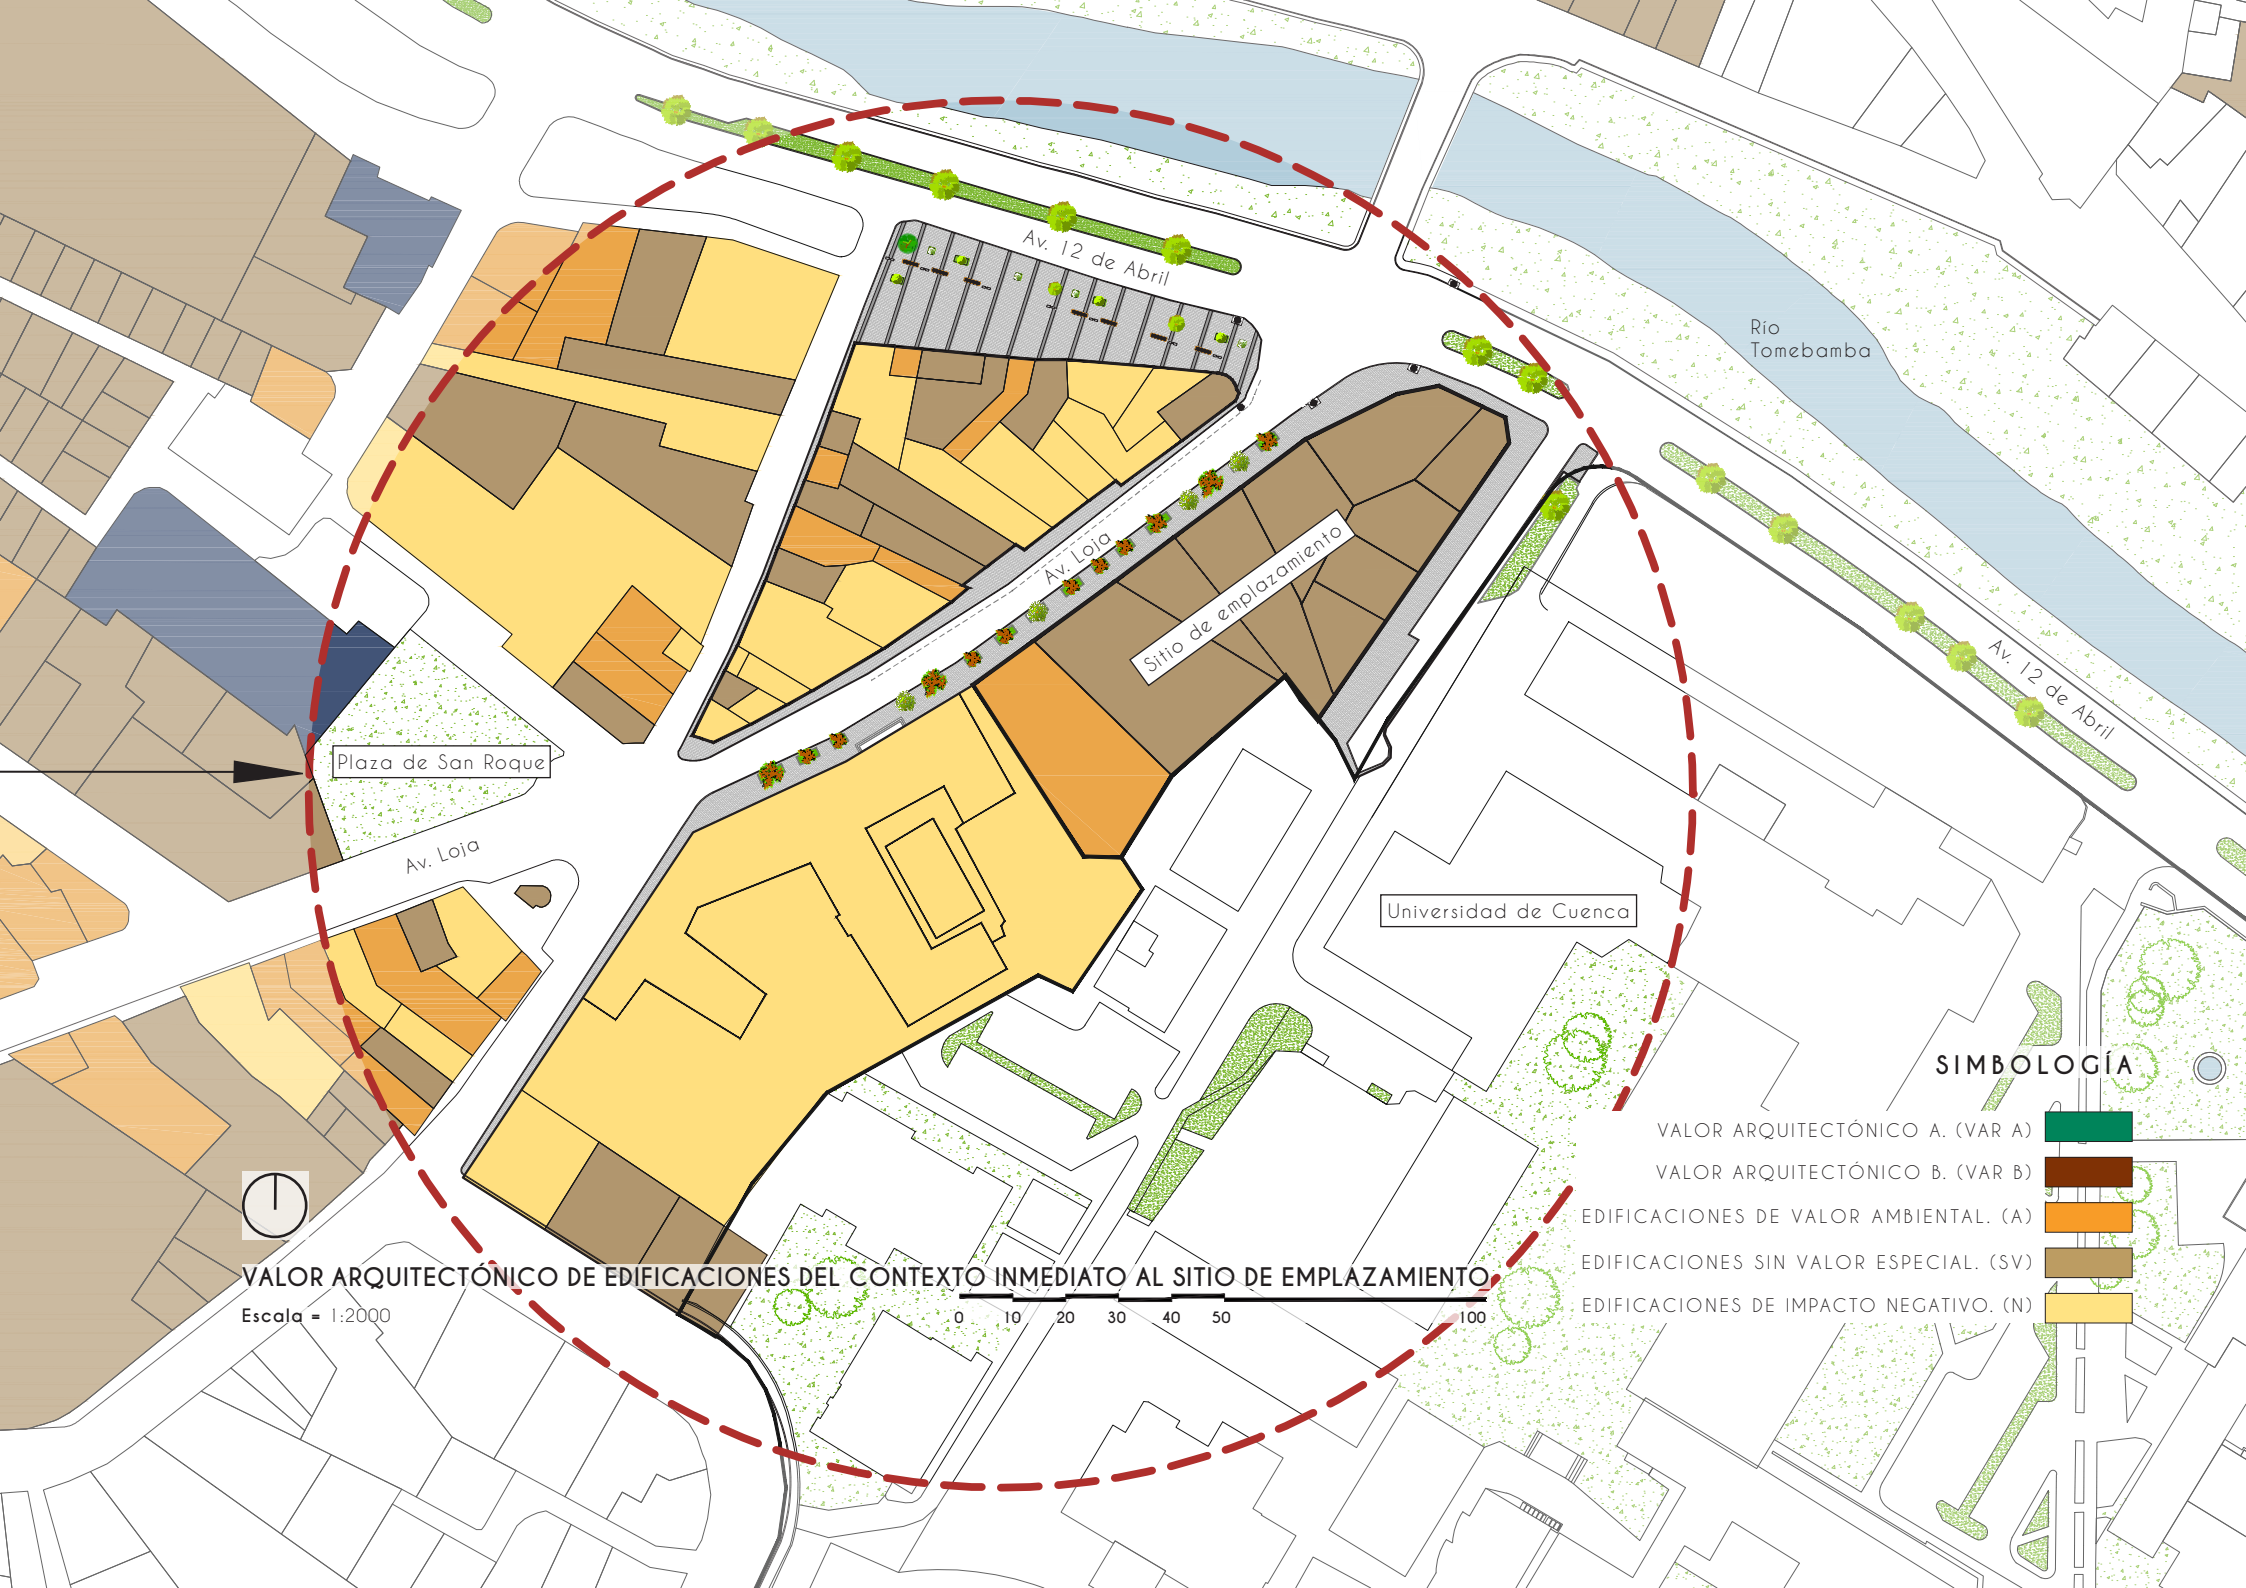 Av. 12 de Abril
Río
Tomebamba
Av. Loja
Sitio de emplazamiento
Av. 12 de Abril
Plaza de San Roque
Av. Loja
Universidad de Cuenca
SIMBOLOGÍA
VALOR ARQUITECTÓNICO A. (VAR A)
VALOR ARQUITECTÓNICO B. (VAR B)
EDIFICACIONES DE VALOR AMBIENTAL. (A)
EDIFICACIONES SIN VALOR ESPECIAL. (SV)
EDIFICACIONES DE IMPACTO NEGATIVO. (N)
VALOR ARQUITECTÓNICO DE EDIFICACIONES DEL CONTEXTO INMEDIATO AL SITIO DE EMPLAZAMIENTO
Escala = 1:2000
0 10 20 30 40 50 100